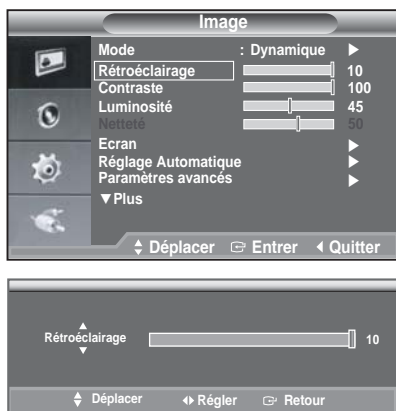 Image
Mode : Dynamique
Rétroéclairage 10
Contraste 100
Luminosité 45
Netteté 50
Ecran
Réglage Automatique
Paramètres avancés
▼Plus
Déplacer Entrer Quitter
Rétroéclairage 10
Déplacer Régler Retour